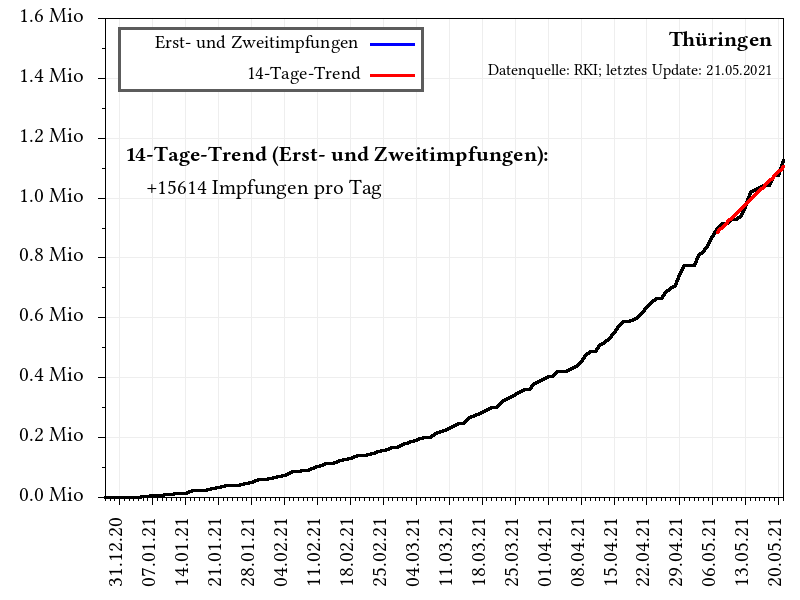 1.6 Mio
1.4 Mio
1.2 Mio
1.0 Mio
0.8 Mio
0.6 Mio
0.4 Mio
0.2 Mio
0.0 Mio
Erst- und Zweitimpfungen
14-Tage-Trend
Thüringen
Datenquelle: RKI; letztes Update: 21.05.2021
14-Tage-Trend (Erst- und Zweitimpfungen):
+15614 Impfungen pro Tag
31.12.20
07.01.21
14.01.21
21.01.21
28.01.21
04.02.21
11.02.21
18.02.21
25.02.21
04.03.21
11.03.21
18.03.21
25.03.21
01.04.21
08.04.21
15.04.21
22.04.21
29.04.21
06.05.21
13.05.21
20.05.21